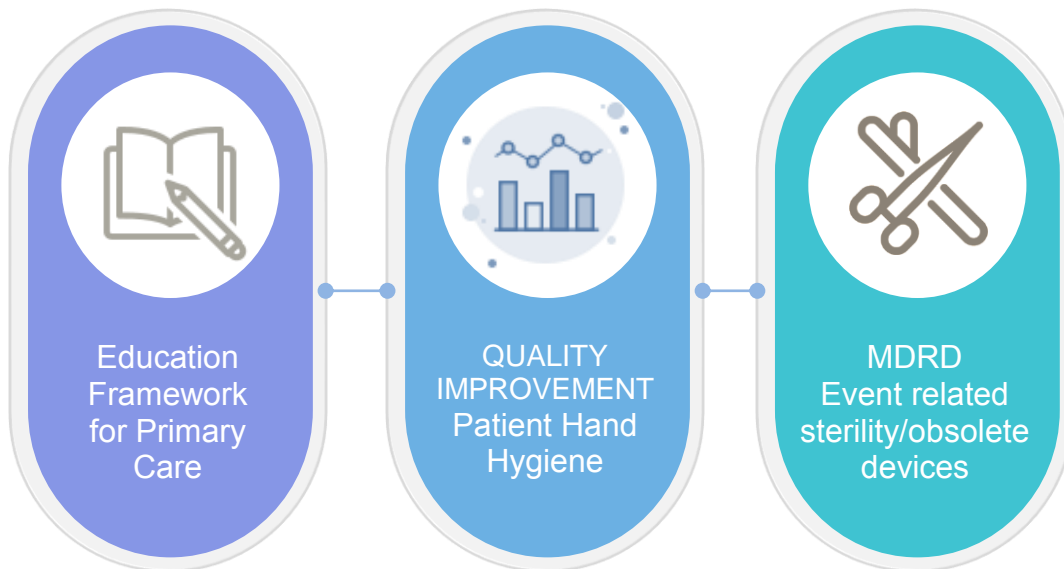 Education
Framework
for Primary
Care
QUALITY
IMPROVEMENT
Patient Hand
Hygiene
MDRD
Event related
sterility/obsolete
devices